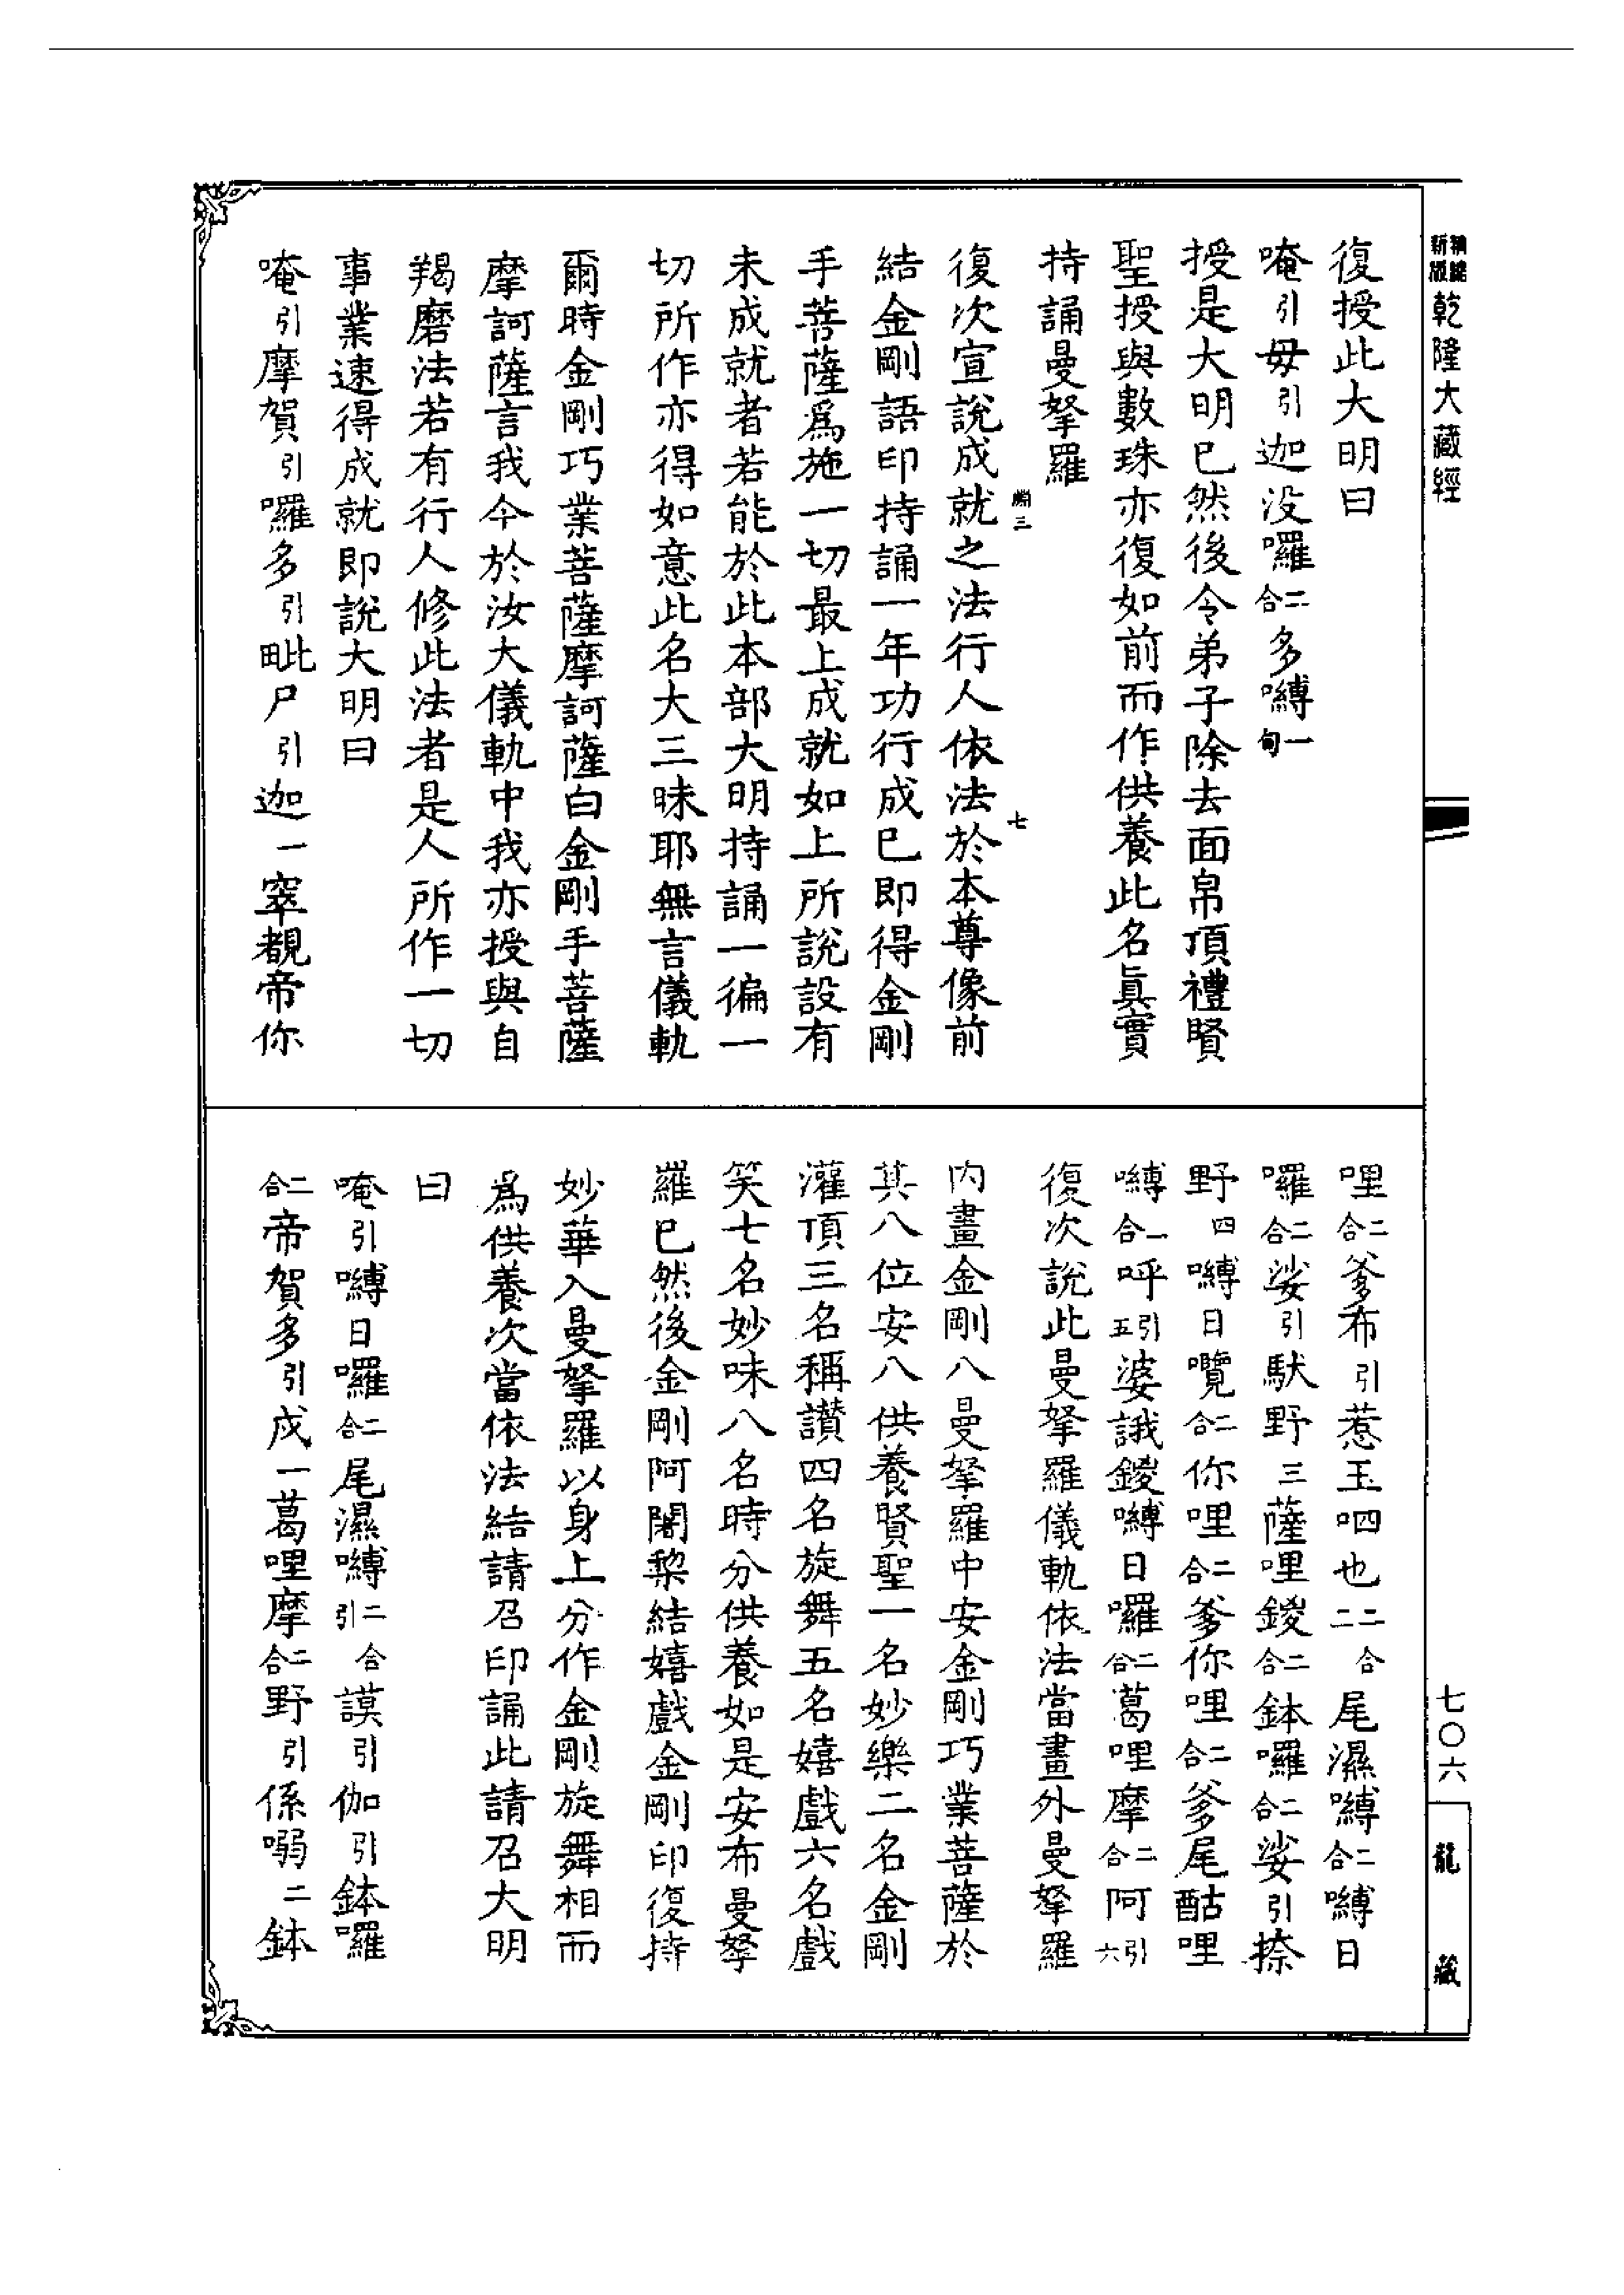 乾隆大藏經
復授此大明曰
唵引毋引迦没囉二合多嚩一句
授是大明已然後令弟子除去面帛頂禮賢
聖授與數珠亦復如前而作供養此名眞實
持誦曼拏羅
三 七
復次宣說成就之法行人依法於本尊像前
結金剛語印持誦一年功行成已即得金剛
手菩薩爲施一切最上成就如上所說設有
未成就者若能於此本部大明持誦一徧一
切所作亦得如意此名大三昧耶無言儀軌
爾時金剛巧業菩薩摩訶薩白金剛手菩薩
摩訶薩言我今於汝大儀軌中我亦授與自
羯磨法若有行人修此法者是人所作一切
事業速得成就即說大明曰
唵引摩賀引囉多引毗尸引迦一窣覩帝你
哩二合爹布引惹玉呬也二合二尾濕嚩二合嚩日
囉二合娑引馱野三薩哩鍐二合鉢囉二合娑引捺
野四嚩日囕二合你哩二合爹你哩二合爹尾酤哩
嚩一合呼引五婆誐鍐嚩日囉二合葛哩摩二合阿引六
復次說此曼拏羅儀軌依法當畫外曼拏羅
内畫金剛八曼拏羅中安金剛巧業菩薩於
其八位安八供養賢聖一名妙樂二名金剛
灌頂三名稱讃四名旋舞五名嬉戲六名戲
笑七名妙味八名時分供養如是安布曼拏
羅已然後金剛阿闍棃結嬉戲金剛印復持
妙華入曼拏羅以身上分作金剛旋舞相而
爲供養次當依法結請召印誦此請召大明
曰
唵引嚩日囉二合尾濕嚩二合引謨引伽引鉢囉
二合帝賀多引戍一葛哩摩二合野引係嗍二鉢
七〇六
龍藏